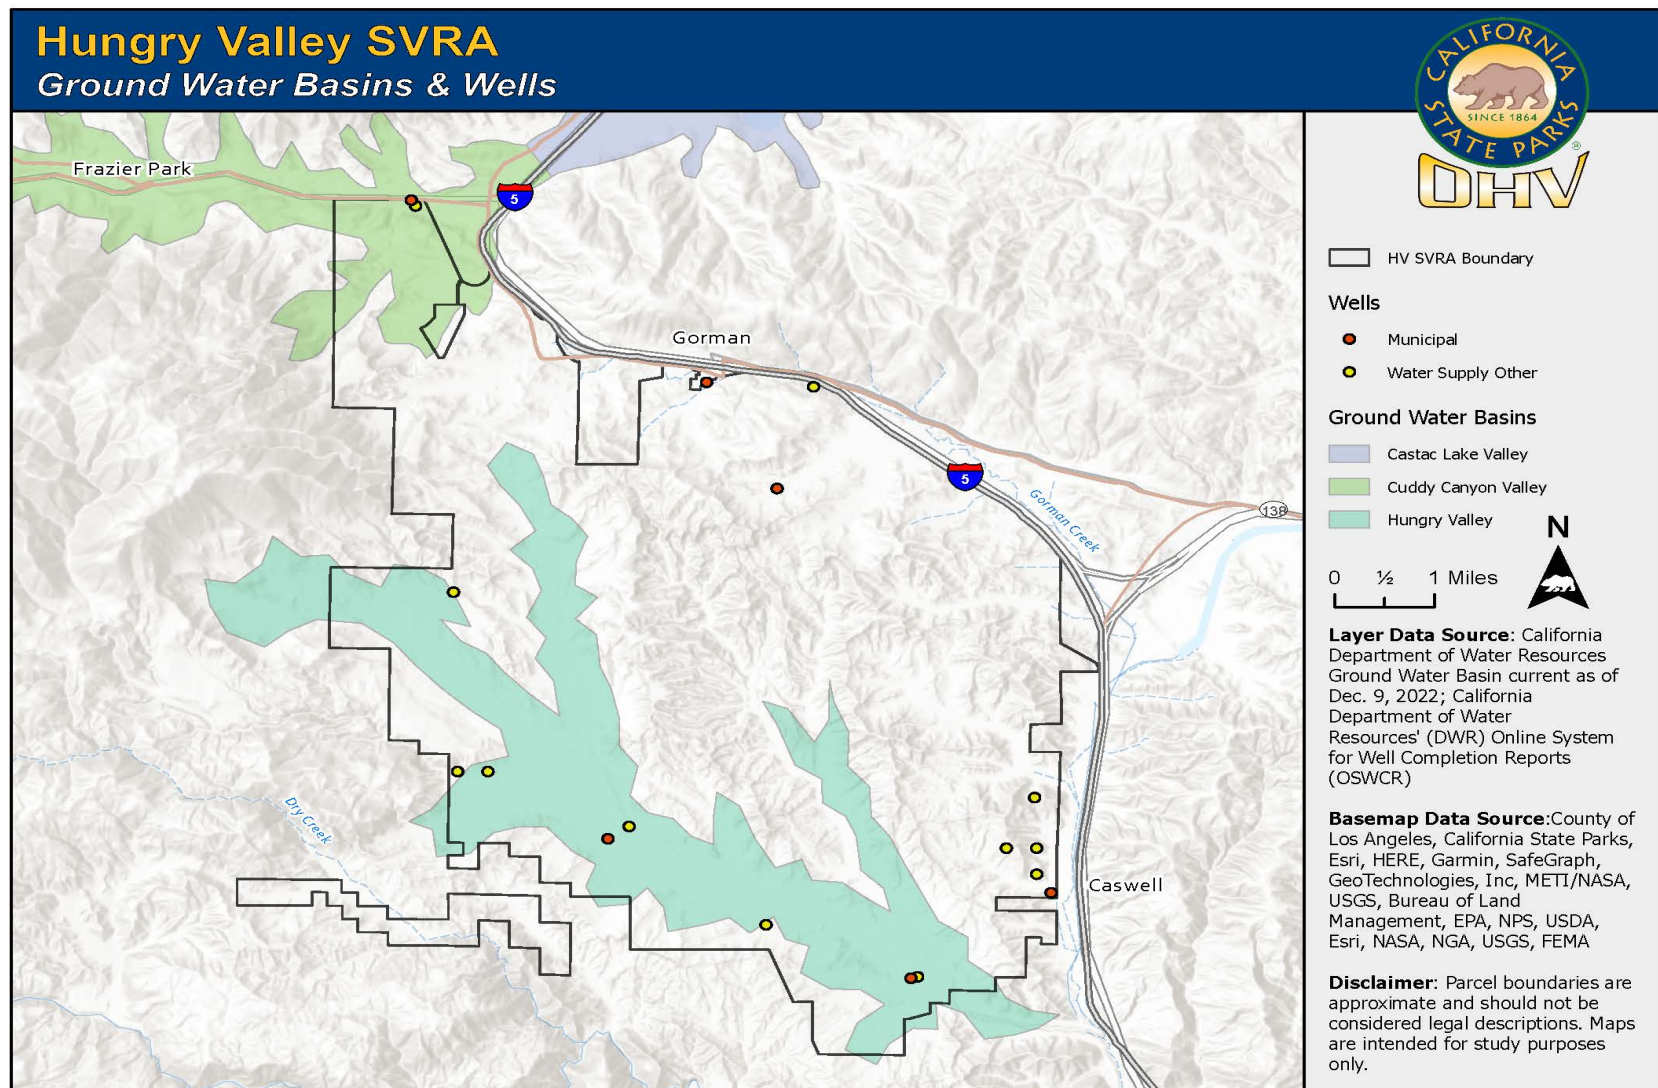 Hungry Valley SVRA
Ground Water Basins & Wells
CALIFORNIA
SINCE 1864
STATE PARKS
®
OHV
Frazier Park
5
Gorman
5
Gorman Creek
138
Dry Creek
Caswell
HV SVRA Boundary
Wells
Municipal
Water Supply Other
Ground Water Basins
Castac Lake Valley
Cuddy Canyon Valley
Hungry Valley
N
0 ½ 1 Miles
Layer Data Source: California
Department of Water Resources
Ground Water Basin current as of
Dec. 9, 2022; California
Department of Water
Resources' (DWR) Online System
for Well Completion Reports
(OSWCR)
Basemap Data Source:County of
Los Angeles, California State Parks,
Esri, HERE, Garmin, SafeGraph,
GeoTechnologies, Inc, METI/NASA,
USGS, Bureau of Land
Management, EPA, NPS, USDA,
Esri, NASA, NGA, USGS, FEMA
Disclaimer: Parcel boundaries are
approximate and should not be
considered legal descriptions. Maps
are intended for study purposes
only.